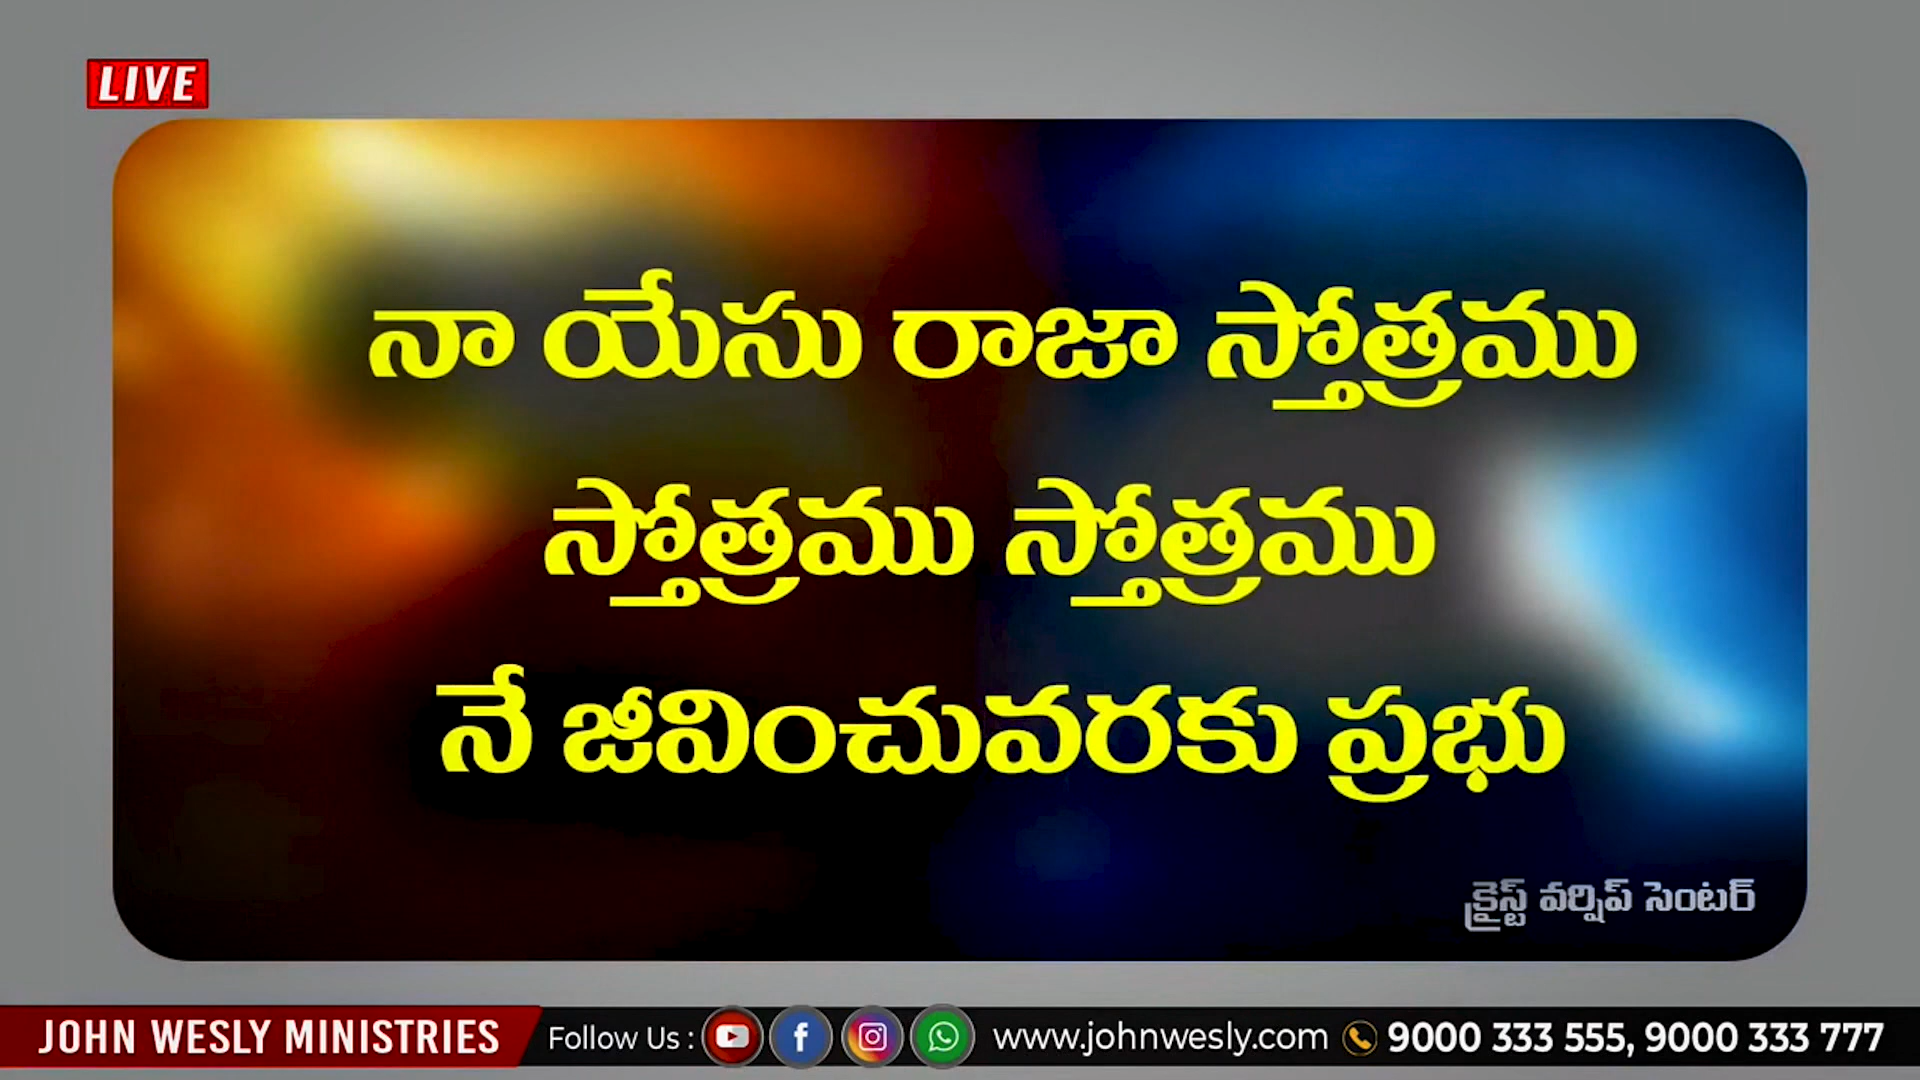 LIVE
నా యేసు రాజా స్తోత్రము
స్తోత్రము స్తోత్రము
నే జీవించువరకు ప్రభు
క్రైస్ట్ వర్షిప్ సెంటర్
JOHN WESLY MINISTRIES Follow Us : www.johnwesly.com 9000 333 555, 9000 333 777